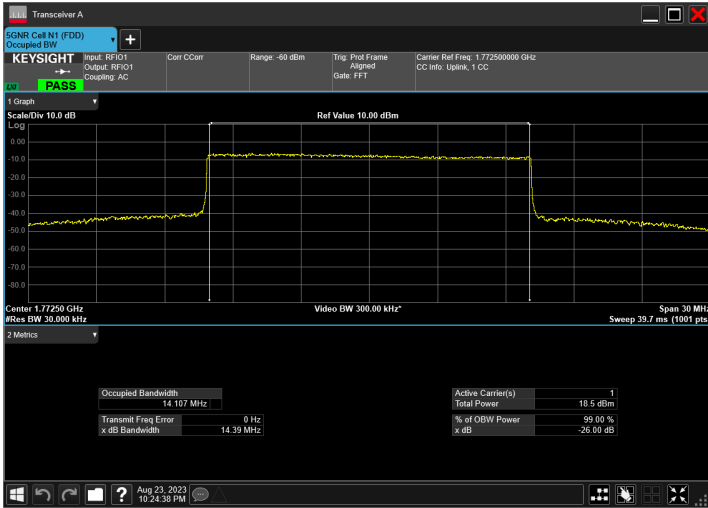 Transceiver A
5GNR Cell N1 (FDD)
Occupied BW
KEYSIGHT
LXI
PASS
Input: RFIO1
Output: RFIO1
Coupling: AC
Corr CCorr
Range: -60 dBm
Trig: Prot Frame
Aligned
Gate: FFT
Carrier Ref Freq: 1.772500000 GHz
CC Info: Uplink, 1 CC
1 Graph
Scale/Div 10.0 dB
Ref Value 10.00 dBm
Log
0.00
-10.0
-20.0
-30.0
-40.0
-50.0
-60.0
-70.0
-80.0
Center 1.77250 GHz
Video BW 300.00 kHz*
Span 30 MHz
#Res BW 30.000 kHz
Sweep 39.7 ms (1001 pts)
2 Metrics
Occupied Bandwidth
14.107 MHz
Transmit Freq Error 0 Hz
x dB Bandwidth 14.39 MHz
Active Carrier(s) 1
Total Power 18.5 dBm
% of OBW Power 99.00 %
x dB -26.00 dB
?
Aug 23, 2023
10:24:38 PM